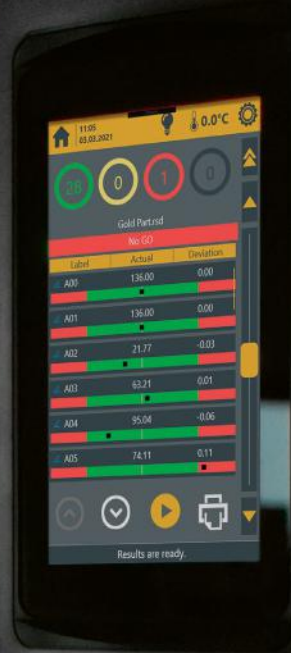 11:05
03.03.2021
0.0°C
28 0 1 0
Gold Part.rsd
No GO
Label Actual Deviation
A00 136.00 0.00
A01 136.00 0.00
A02 21.77 -0.03
A03 63.21 0.01
A04 95.04 -0.06
A05 74.11 0.11
Results are ready.